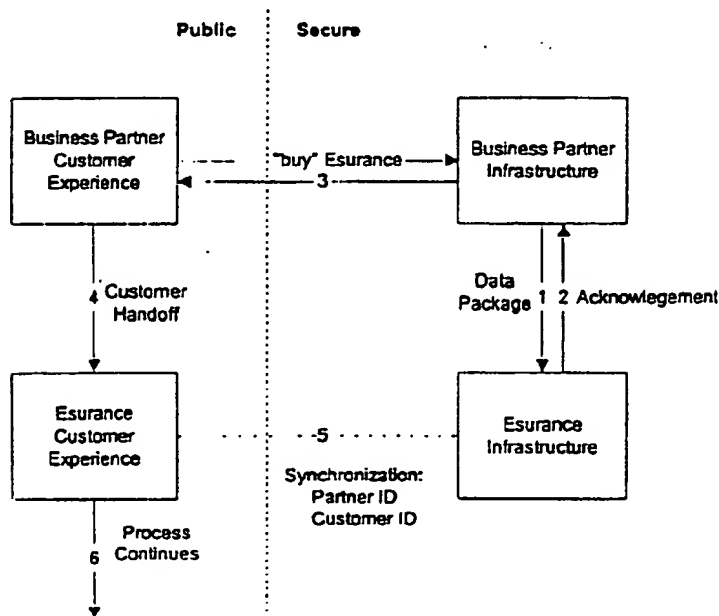 Public Secure
Business Partner
Customer
Experience
"buy" Esurance
3
Business Partner
Infrastructure
4 Customer
Handoff
Data
Package 1 2 Acknowlegement
Esurance
Customer
Experience
5
Esurance
Infrastructure
Synchronization:
Partner ID
Customer ID
Process
6 Continues